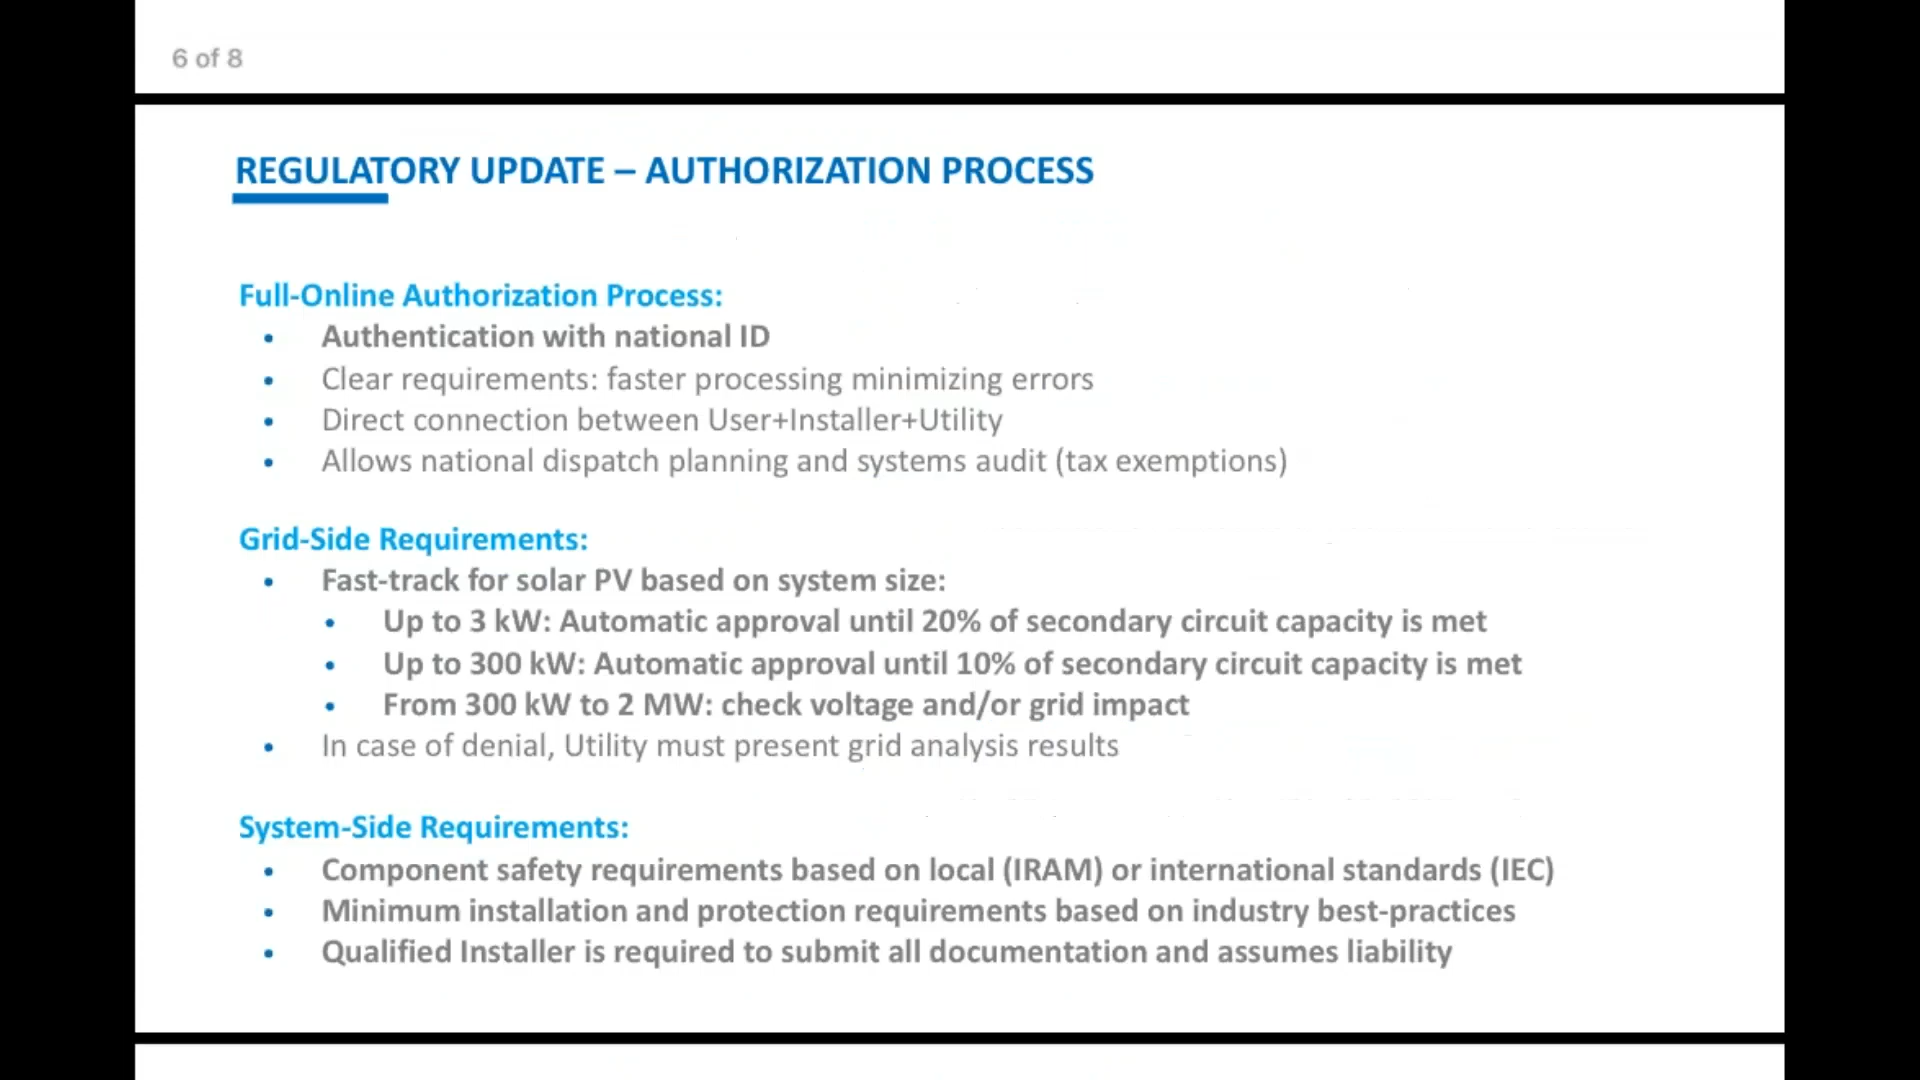 6 of 8
REGULATORY UPDATE – AUTHORIZATION PROCESS
Full-Online Authorization Process:
• Authentication with national ID
• Clear requirements: faster processing minimizing errors
• Direct connection between User+Installer+Utility
• Allows national dispatch planning and systems audit (tax exemptions)
Grid-Side Requirements:
• Fast-track for solar PV based on system size:
• Up to 3 kW: Automatic approval until 20% of secondary circuit capacity is met
• Up to 300 kW: Automatic approval until 10% of secondary circuit capacity is met
• From 300 kW to 2 MW: check voltage and/or grid impact
• In case of denial, Utility must present grid analysis results
System-Side Requirements:
• Component safety requirements based on local (IRAM) or international standards (IEC)
• Minimum installation and protection requirements based on industry best-practices
• Qualified Installer is required to submit all documentation and assumes liability